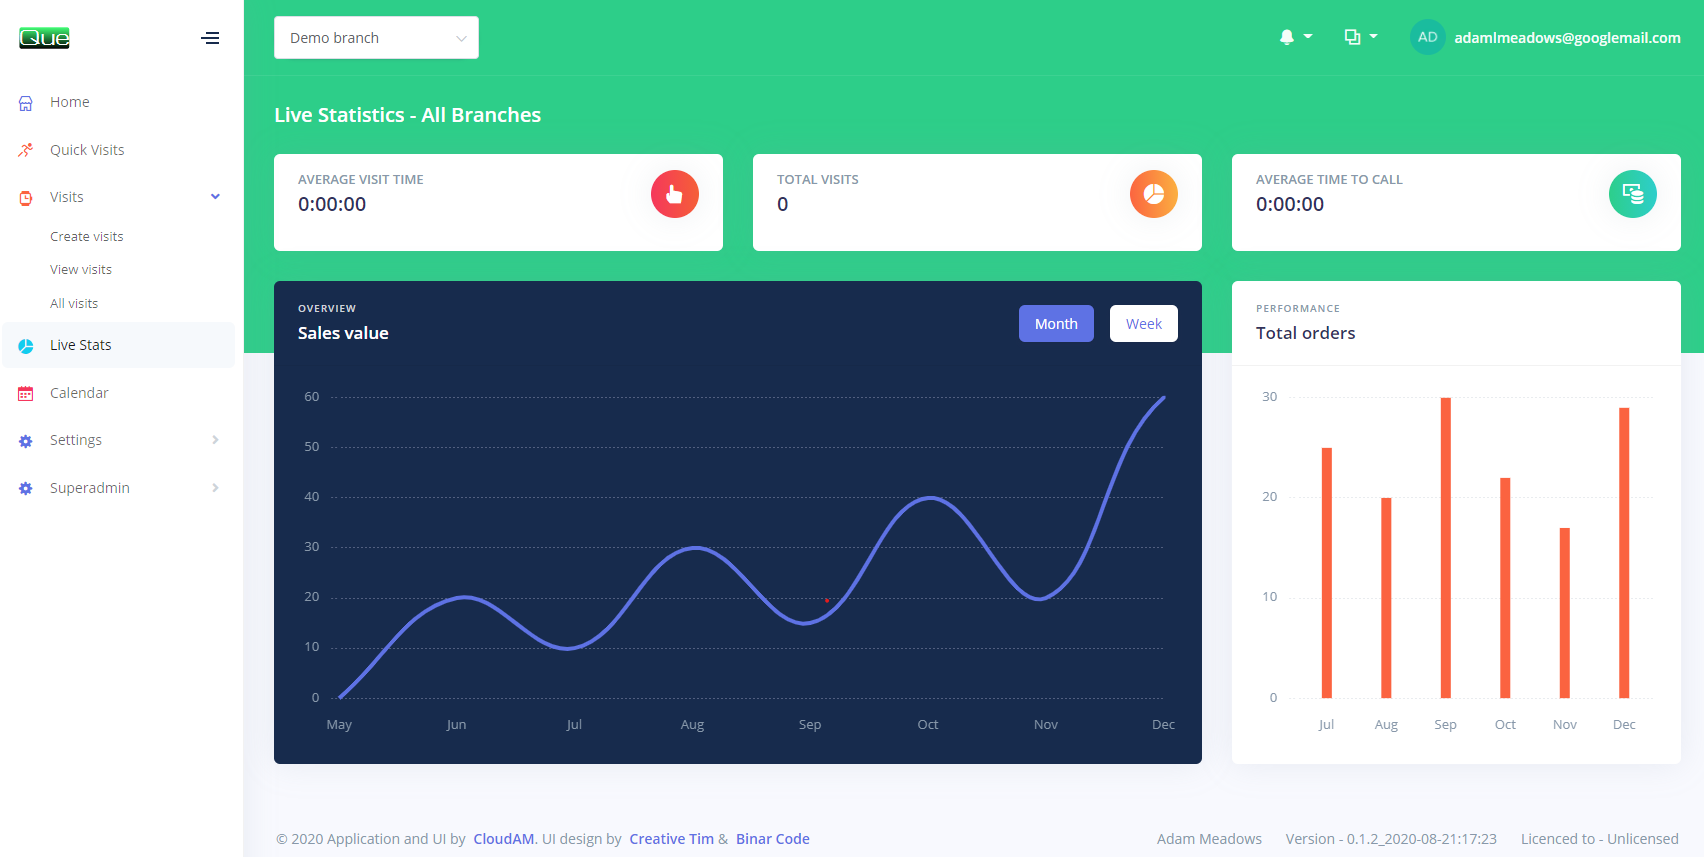 Que
Demo branch
AD adamlmeadows@googlemail.com
Home
Quick Visits
Visits
Create visits
View visits
All visits
Live Stats
Calendar
Settings
Superadmin
Live Statistics - All Branches
AVERAGE VISIT TIME
0:00:00
TOTAL VISITS
0
AVERAGE TIME TO CALL
0:00:00
OVERVIEW
Sales value
Month Week
60
50
40
30
20
10
0
May Jun Jul Aug Sep Oct Nov Dec
PERFORMANCE
Total orders
30
20
10
0
Jul Aug Sep Oct Nov Dec
© 2020 Application and UI by CloudAM. UI design by Creative Tim & Binar Code
Adam Meadows Version - 0.1.2_2020-08-21:17:23 Licenced to - Unlicensed